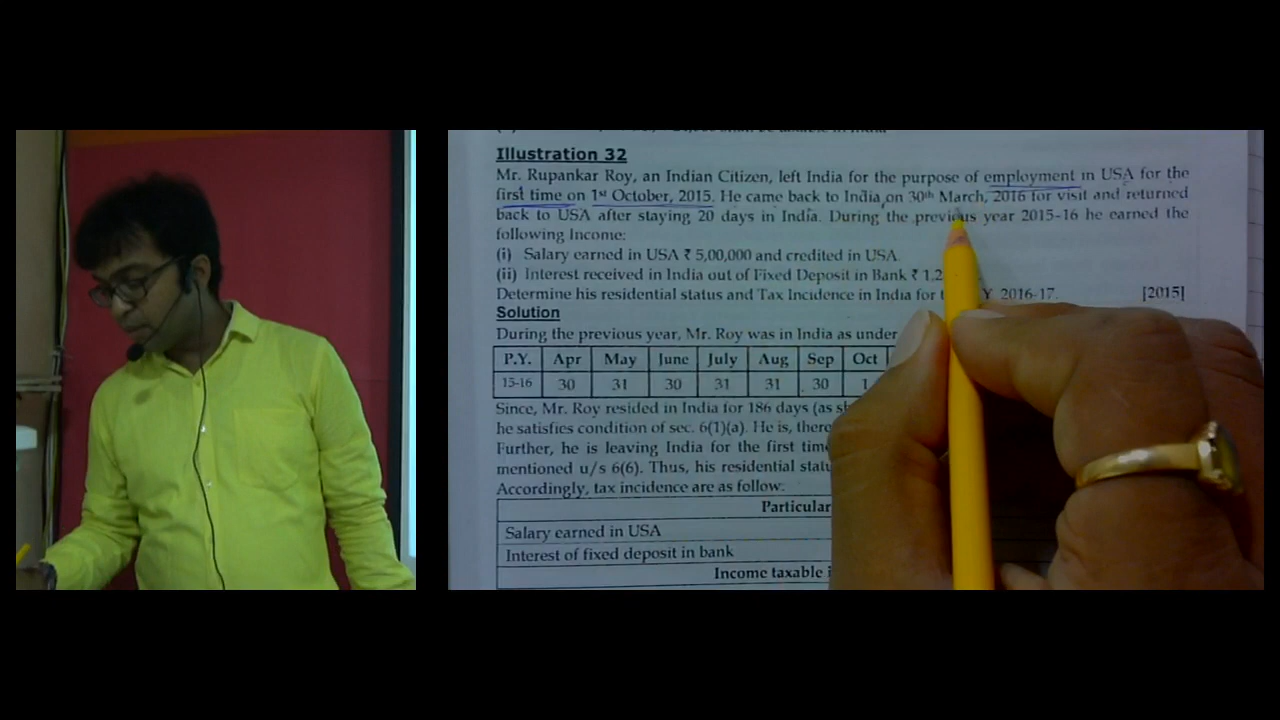 Illustration 32
Mr. Rupankar Roy, an Indian Citizen, left India for the purpose of employment in USA for the
first time on 1st October, 2015. He came back to India on 30th March, 2016 for visit and returned
back to USA after staying 20 days in India. During the previous year 2015-16 he earned the
following Income:
(i) Salary earned in USA ₹ 5,00,000 and credited in USA.
(ii) Interest received in India out of Fixed Deposit in Bank ₹ 1,2
Determine his residential status and Tax Incidence in India for Y 2016-17. [2015]
Solution
During the previous year, Mr. Roy was in India as under
P.Y. Apr May June July Aug Sep Oct
15-16 30 31 30 31 31 30 1
Since, Mr. Roy resided in India for 186 days (as
he satisfies condition of sec. 6(1)(a). He is,
Further, he is leaving India for the first time
mentioned u/s 6(6). Thus, his residential
Accordingly, tax incidence are as follow:
Particular
Salary earned in USA
Interest of fixed deposit in bank
Income taxable